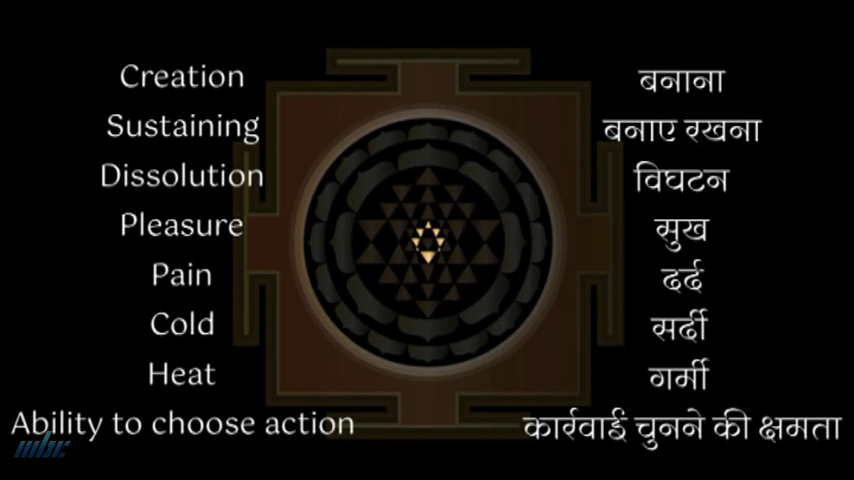 Creation
बनाना
Sustaining
बनाए रखना
Dissolution
विघटन
Pleasure
सुख
Pain
दर्द
Cold
सर्दी
Heat
गर्मी
Ability to choose action
कार्रवाई चुनने की क्षमता